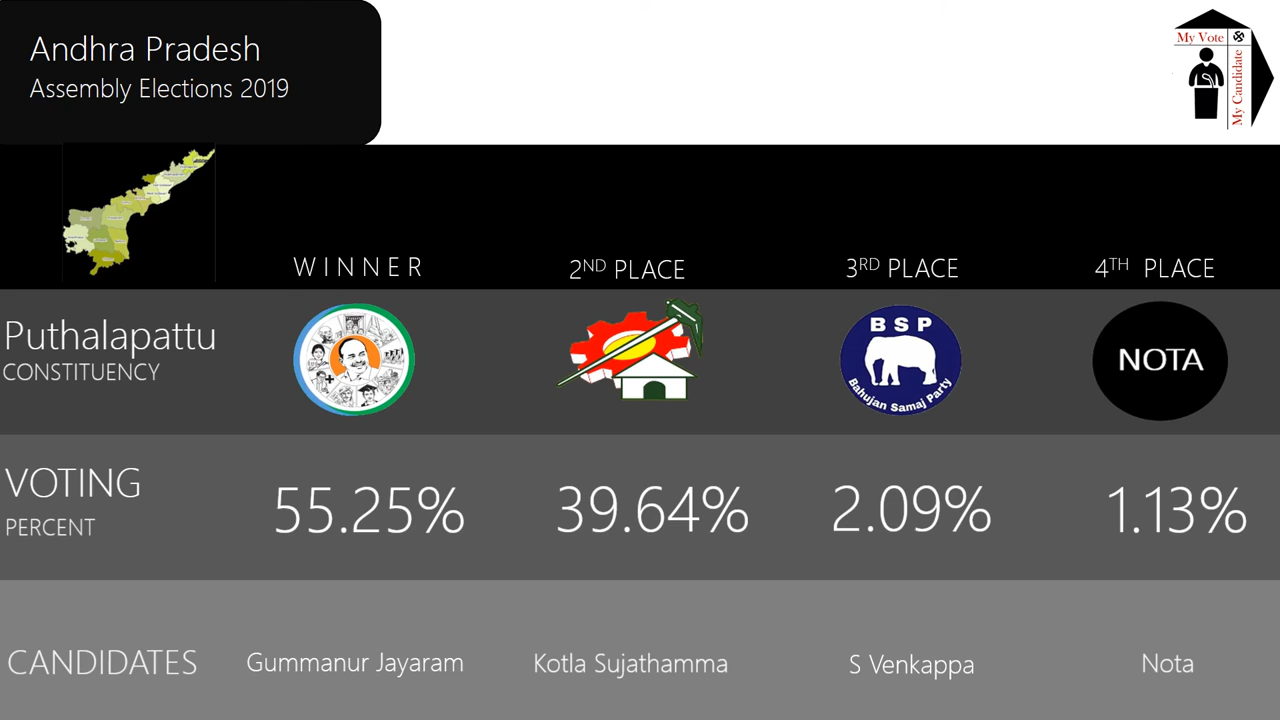 Andhra Pradesh
Assembly Elections 2019
My Vote
My Candidate
WINNER
2ND PLACE
3RD PLACE
4TH PLACE
Puthalapattu
CONSTITUENCY
BSP
Bahujan Samaj Party
NOTA
VOTING
PERCENT
55.25%
39.64%
2.09%
1.13%
CANDIDATES
Gummanur Jayaram
Kotla Sujathamma
S Venkappa
Nota